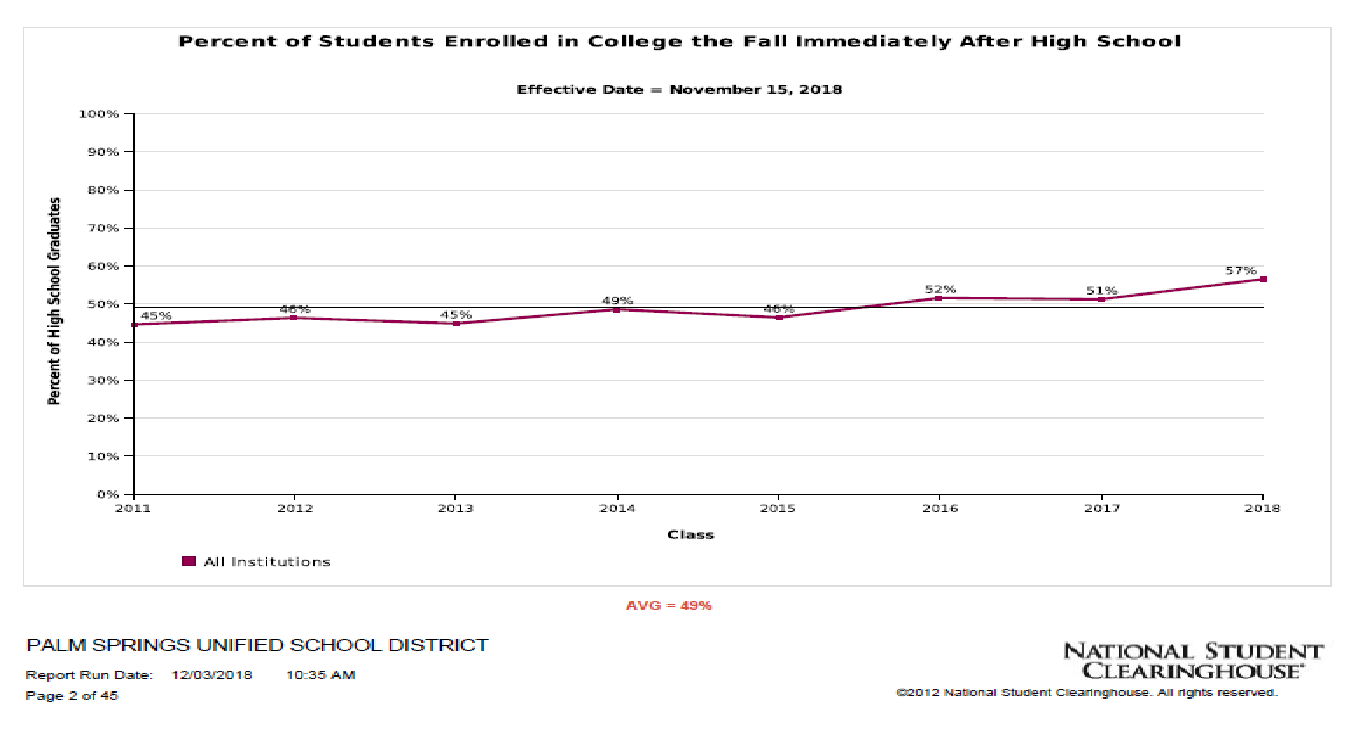 Percent of Students Enrolled in College the Fall Immediately After High School
Effective Date = November 15, 2018
100%
90%
80%
70%
60%
50%
40%
30%
20%
10%
0%
Percent of High School Graduates
45%
46%
45%
49%
46%
52%
51%
57%
2011 2012 2013 2014 2015 2016 2017 2018
Class
All Institutions
AVG = 49%
PALM SPRINGS UNIFIED SCHOOL DISTRICT
Report Run Date: 12/03/2018 10:35 AM
Page 2 of 45
NATIONAL STUDENT
CLEARINGHOUSE®
©2012 National Student Clearinghouse. All rights reserved.